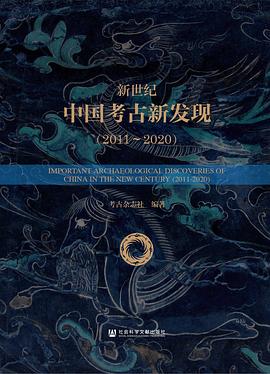 新世纪
中国考古新发现
(2011~2020)
IMPORTANT ARCHAEOLOGICAL DISCOVERIES OF
CHINA IN THE NEW CENTURY (2011-2020)
考古杂志社 编著
社会科学文献出版社